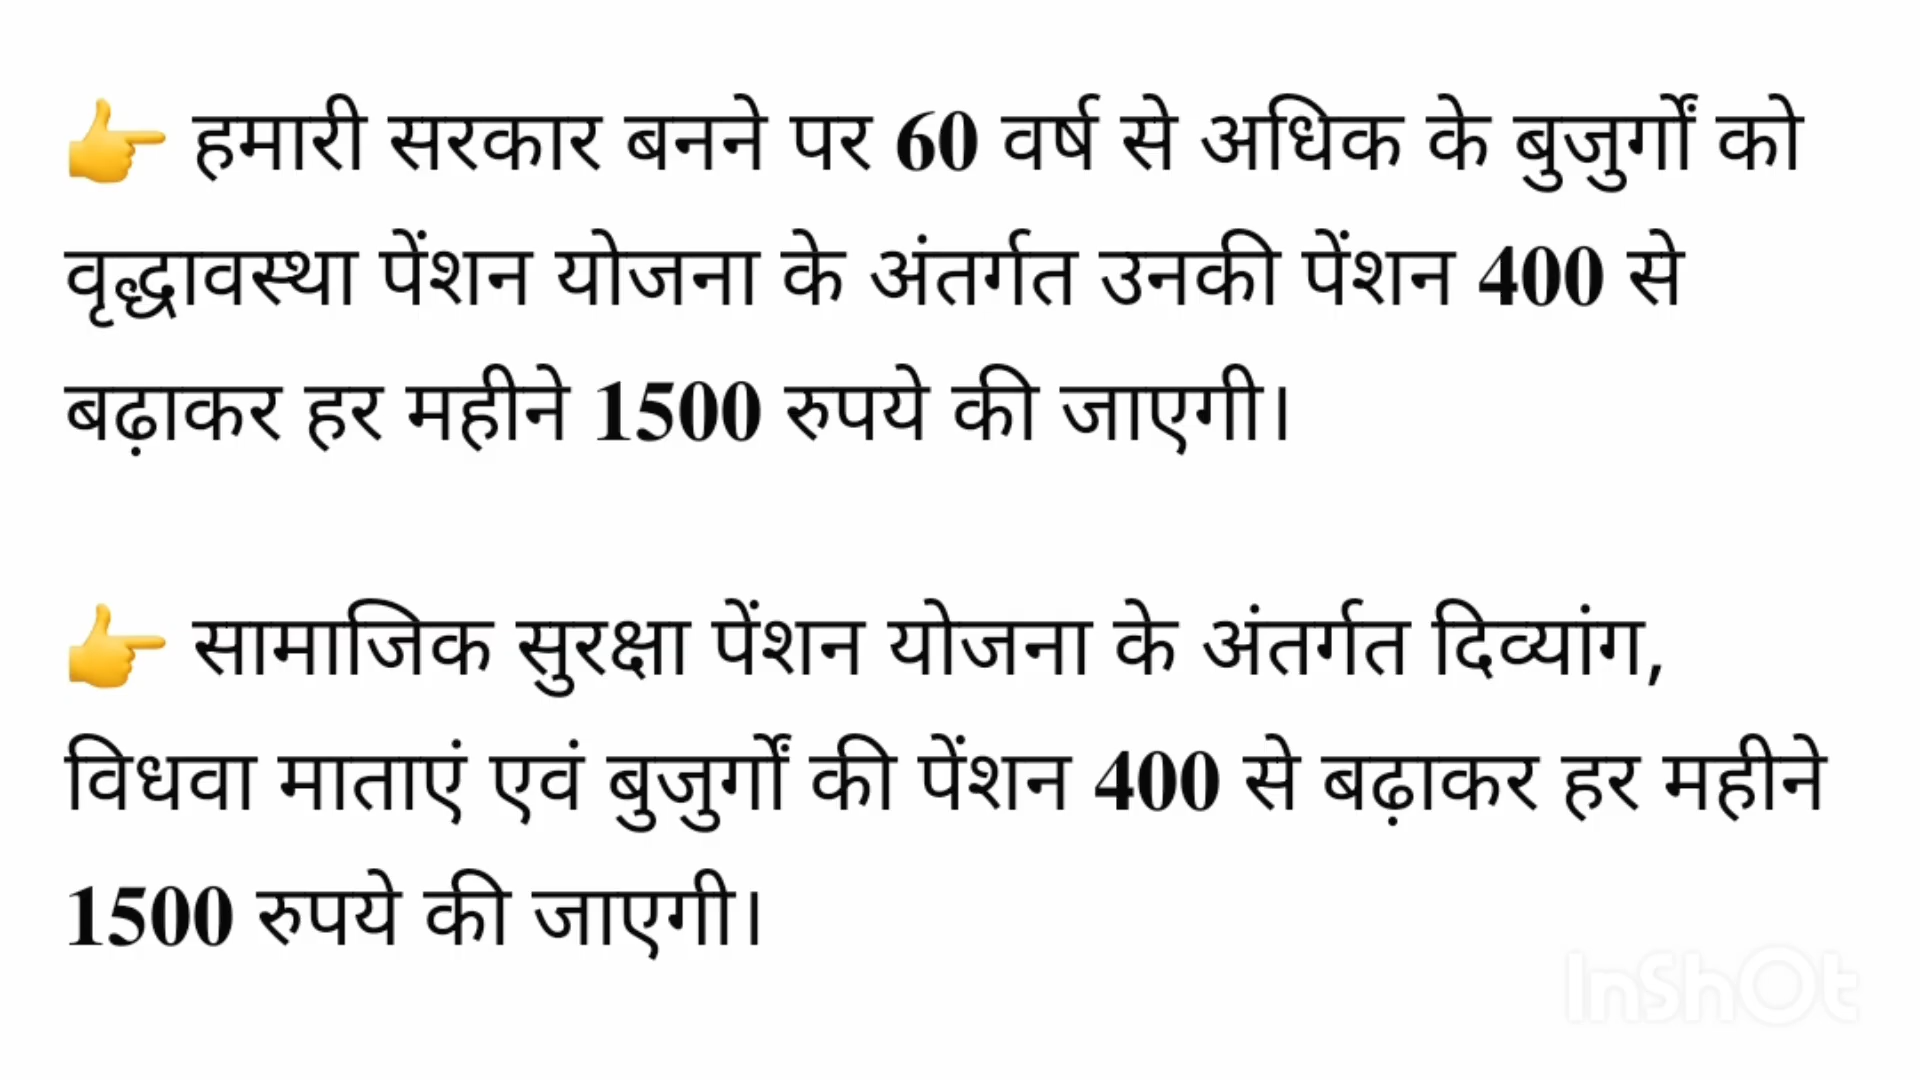 👉 हमारी सरकार बनने पर 60 वर्ष से अधिक के बुजुर्गों को
वृद्धावस्था पेंशन योजना के अंतर्गत उनकी पेंशन 400 से
बढ़ाकर हर महीने 1500 रुपये की जाएगी।
👉 सामाजिक सुरक्षा पेंशन योजना के अंतर्गत दिव्यांग,
विधवा माताएं एवं बुजुर्गों की पेंशन 400 से बढ़ाकर हर महीने
1500 रुपये की जाएगी।
InShOt